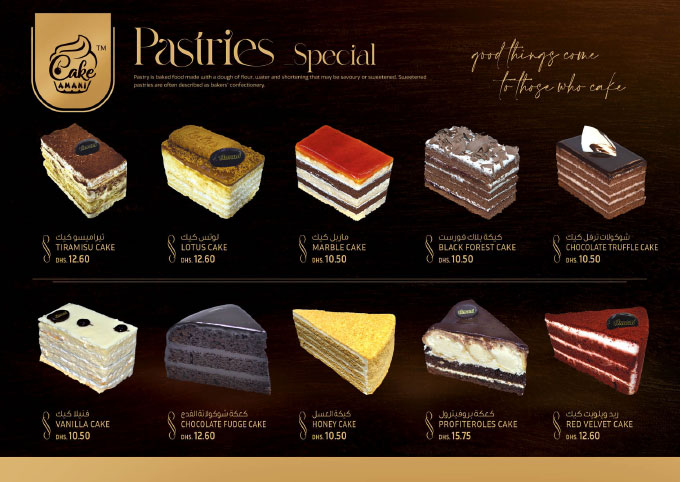 Cake
AMANI
TM
Pastries Special
Pastry is baked food made with a dough of flour, water and shortening that may be savoury or sweetened. Sweetened
pastries are often described as bakers' confectionery.
good things come
to those who cake
تيراميسو كيك
TIRAMISU CAKE
DHS. 12.60
لوتس كيك
LOTUS CAKE
DHS. 12.60
ماربل كيك
MARBLE CAKE
DHS. 10.50
كيكة بلاك فورست
BLACK FOREST CAKE
DHS. 10.50
شوكولات ترفل كيك
CHOCOLATE TRUFFLE CAKE
DHS. 10.50
فنيلا كيك
VANILLA CAKE
DHS. 10.50
كعكة شوكولاتة الفدج
CHOCOLATE FUDGE CAKE
DHS. 12.60
كيكة العسل
HONEY CAKE
DHS. 10.50
كعكة بروفيترول
PROFITEROLES CAKE
DHS. 15.75
ريد ويلويت كيك
RED VELVET CAKE
DHS. 12.60